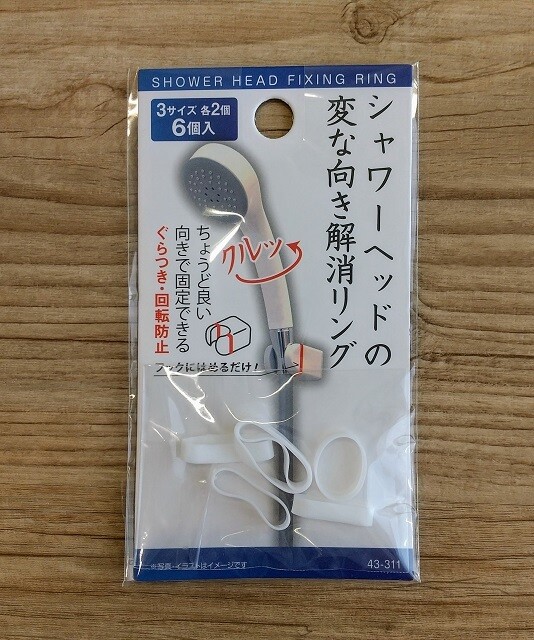 SHOWER HEAD FIXING RING
3サイズ 各2個
6個入
シャワーヘッドの
変な向き解消リング
クルッ
ちょうど良い
向きで固定できる
ぐらつき・回転防止
フックにはめるだけ!
※写真・イラストはイメージです
43-311